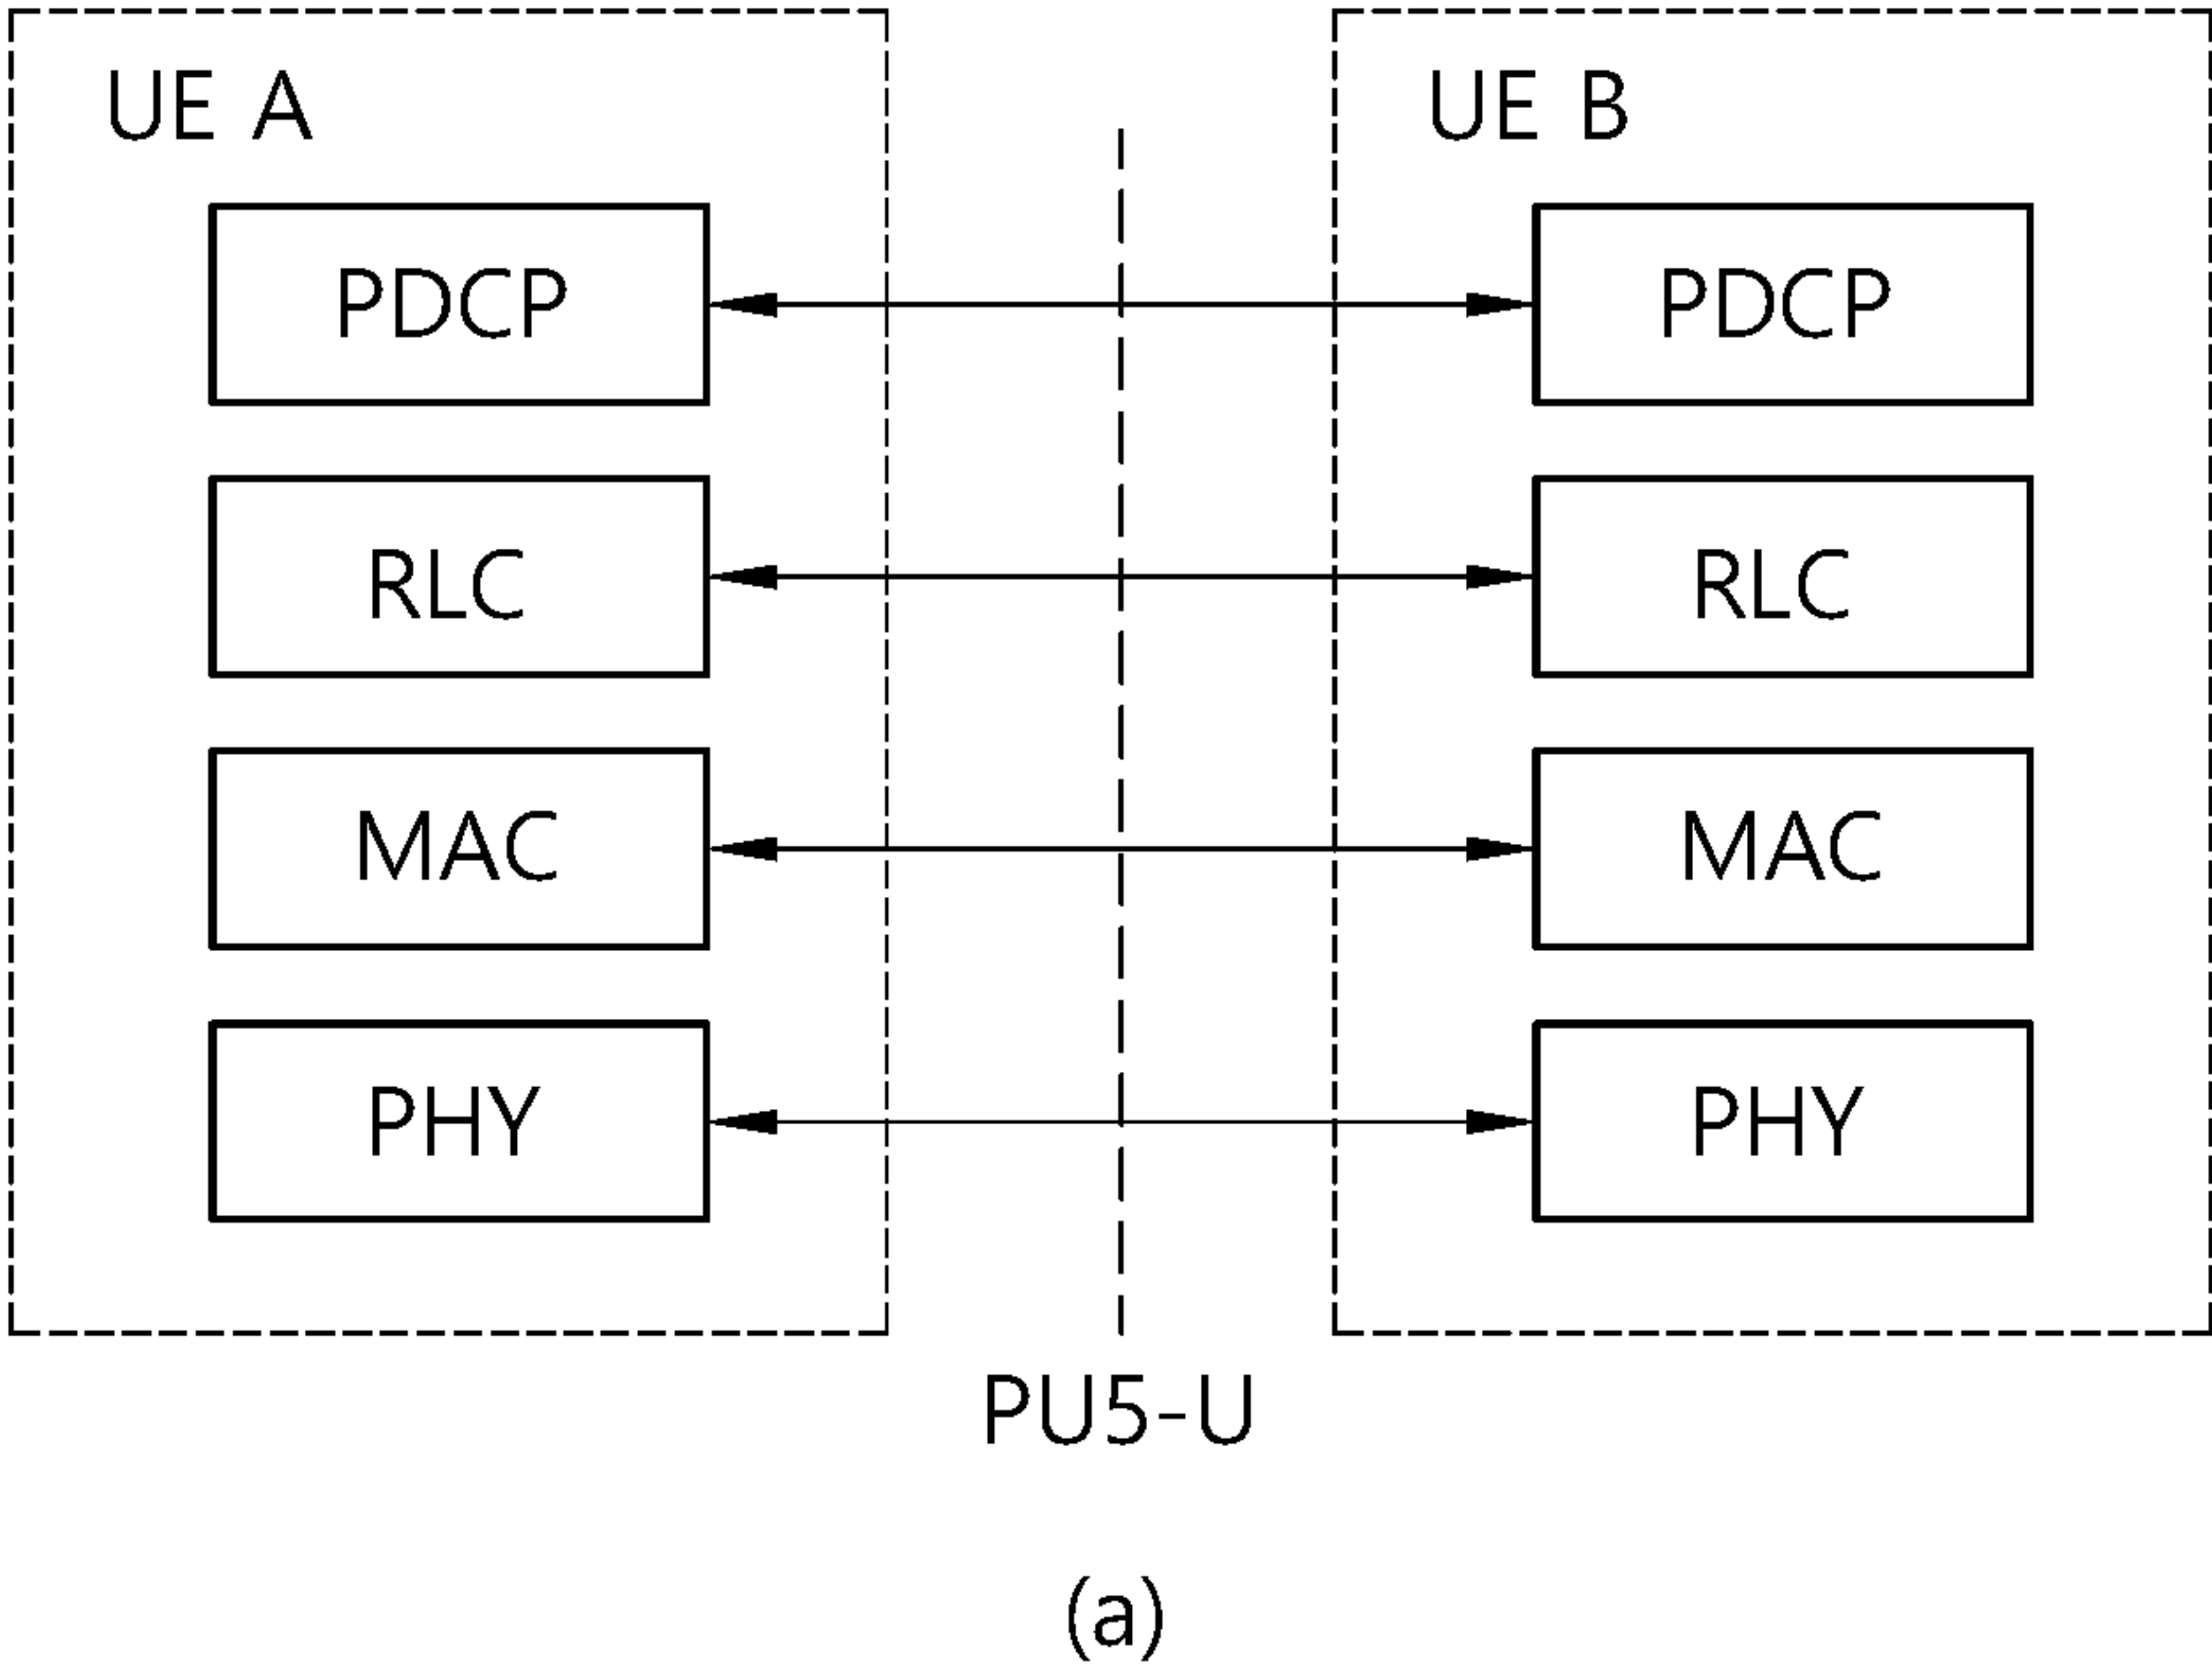 UE A
UE B
PDCP
PDCP
RLC
RLC
MAC
MAC
PHY
PHY
PU5-U
(a)